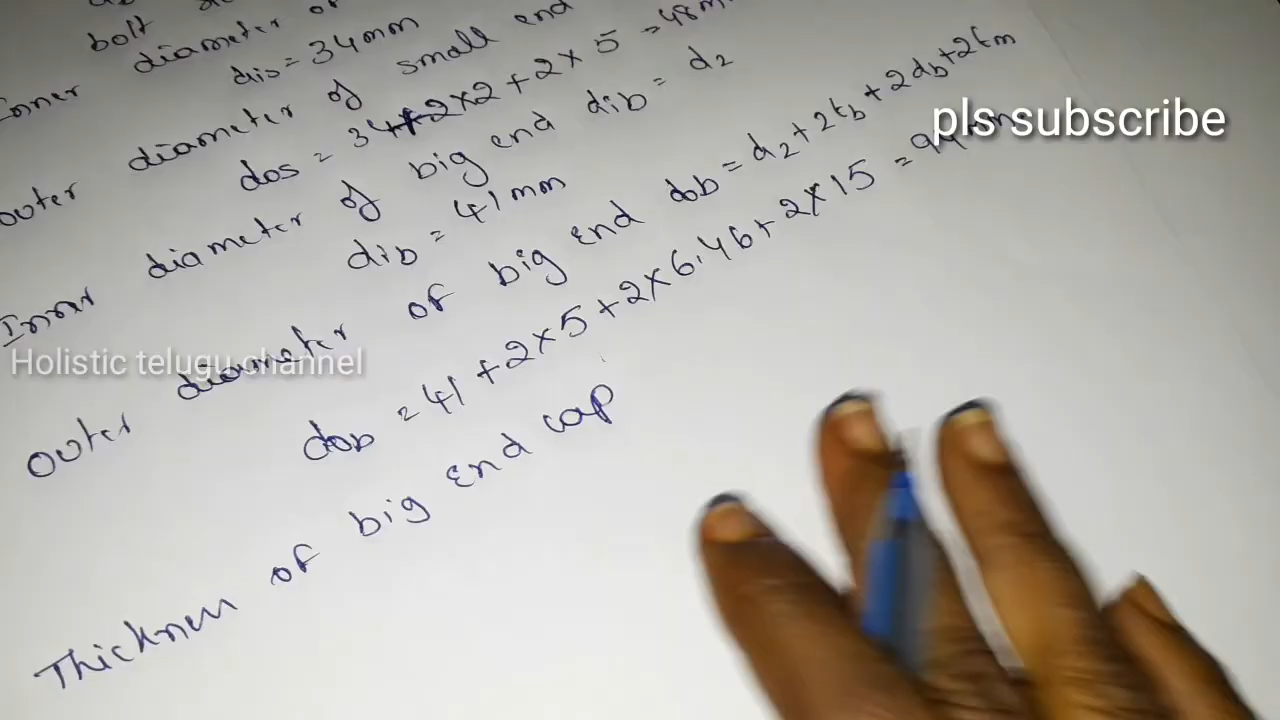 bolt
Inner diameter of
dis = 34mm
outer diameter of small end
dos = 34+2×2+2×5 = 48m
Inner diameter of big end dib = d2
dib = 41mm
outer diameter of big end dob = d2+2tb+2db+2tm
dob = 41+2×5+2×6.46+2×15 = 94mm
Thickness of big end cap
pls subscribe
Holistic telugu channel